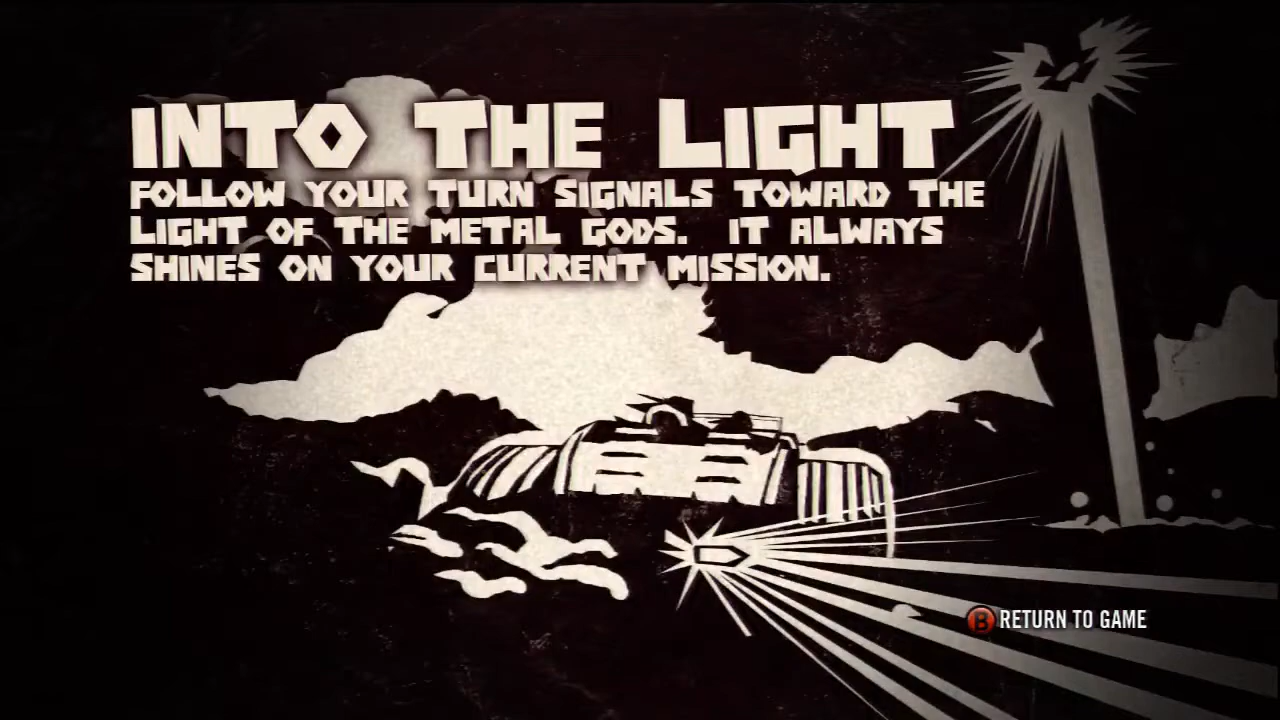 INTO THE LIGHT
FOLLOW YOUR TURN SIGNALS TOWARD THE
LIGHT OF THE METAL GODS. IT ALWAYS
SHINES ON YOUR CURRENT MISSION.
B RETURN TO GAME